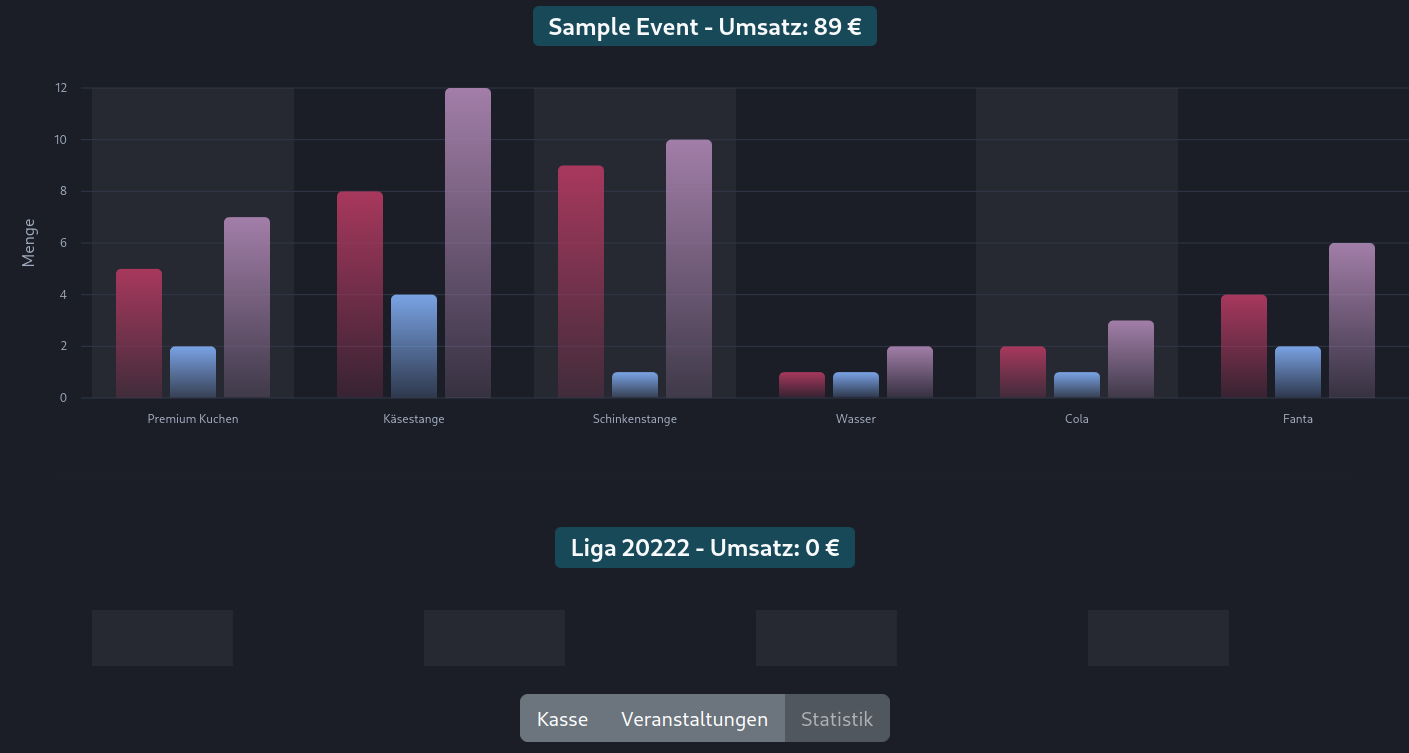 Sample Event - Umsatz: 89 €
12
10
8
6
4
2
0
Menge
Premium Kuchen Käsestange Schinkenstange Wasser Cola Fanta
Liga 20222 - Umsatz: 0 €
Kasse Veranstaltungen Statistik